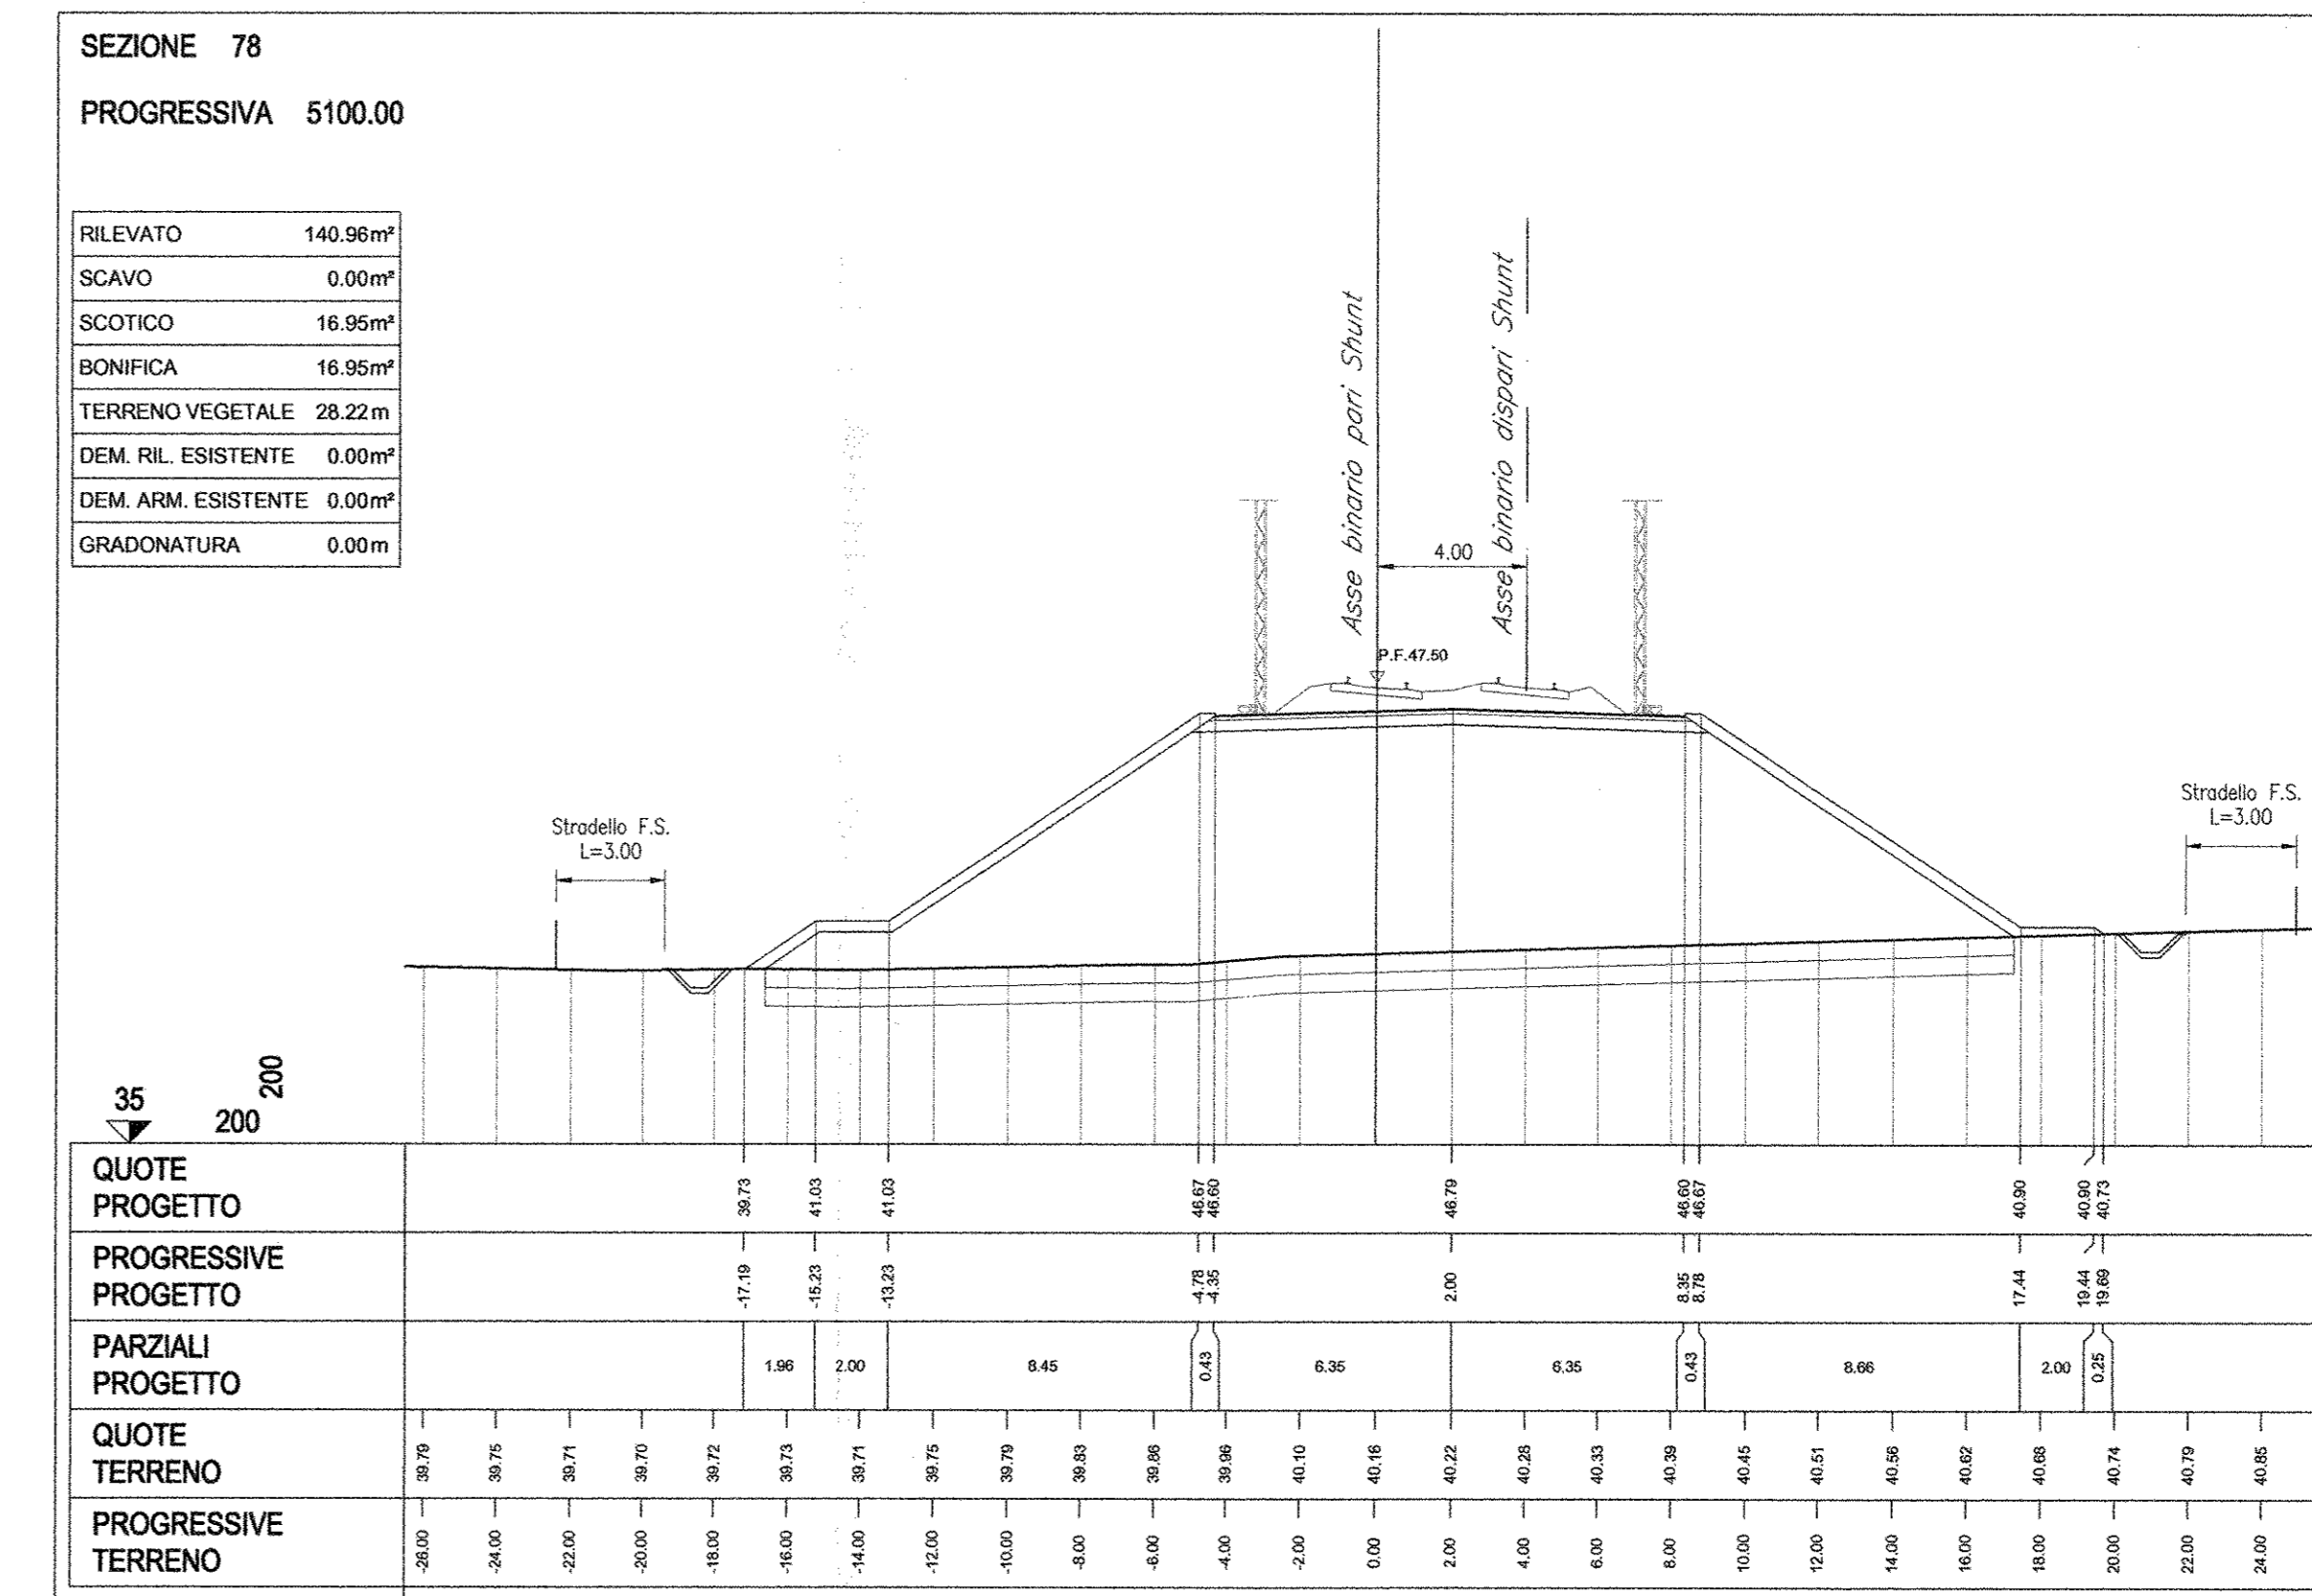 SEZIONE 78
PROGRESSIVA 5100.00
RILEVATO 140.96m²
SCAVO 0.00m²
SCOTICO 16.95m²
BONIFICA 16.95m²
TERRENO VEGETALE 28.22m
DEM. RIL. ESISTENTE 0.00m²
DEM. ARM. ESISTENTE 0.00m²
GRADONATURA 0.00m
Asse binario pari Shunt
Asse binario dispari Shunt
4.00
P.F.47.50
Stradello F.S.
L=3.00
Stradello F.S.
L=3.00
35
200
200
QUOTE
PROGETTO
39.73 41.03 41.03 46.67 46.60 46.79 46.60 46.67 40.90 40.90 40.73
PROGRESSIVE
PROGETTO
-17.19 -15.23 -13.23 -4.78 -4.35 2.00 8.35 8.78 17.44 19.44 19.69
PARZIALI
PROGETTO
1.96 2.00 8.45 0.43 6.35 6.35 0.43 8.66 2.00 0.25
QUOTE
TERRENO
39.79 39.75 39.71 39.70 39.72 39.73 39.71 39.75 39.79 39.83 39.86 39.96 40.10 40.16 40.22 40.28 40.33 40.39 40.45 40.51 40.56 40.62 40.68 40.74 40.79 40.85
PROGRESSIVE
TERRENO
-26.00 -24.00 -22.00 -20.00 -18.00 -16.00 -14.00 -12.00 -10.00 -8.00 -6.00 -4.00 -2.00 0.00 2.00 4.00 6.00 8.00 10.00 12.00 14.00 16.00 18.00 20.00 22.00 24.00